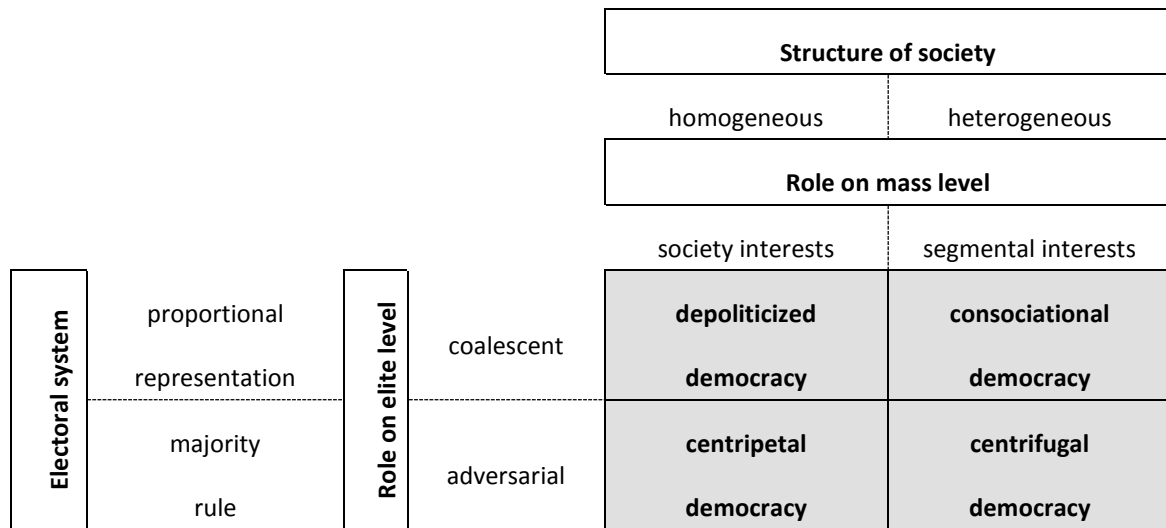 Structure of society
homogeneous heterogeneous
Role on mass level
society interests segmental interests
Electoral system
proportional
representation
majority
rule
Role on elite level
coalescent
adversarial
depoliticized
democracy
consociational
democracy
centripetal
democracy
centrifugal
democracy